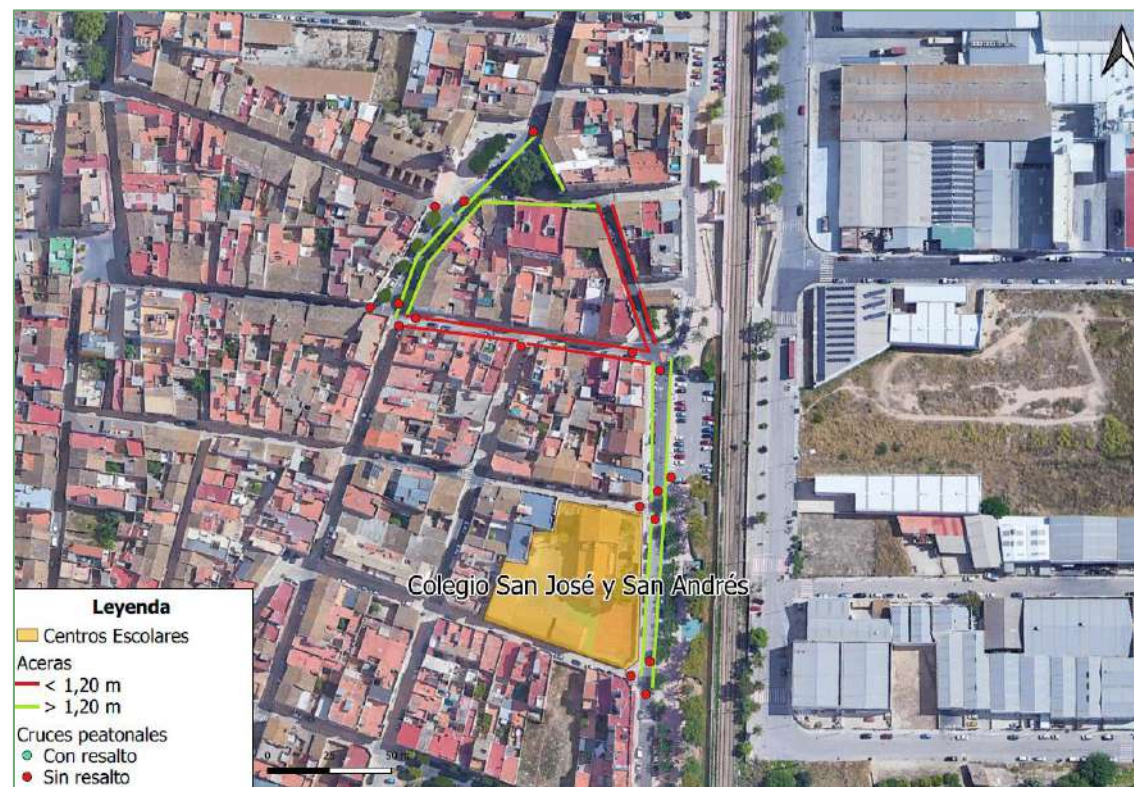 Colegio San José y San Andrés
Leyenda
Centros Escolares
Aceras
< 1,20 m
> 1,20 m
Cruces peatonales
Con resalto
Sin resalto
0 25 50 m